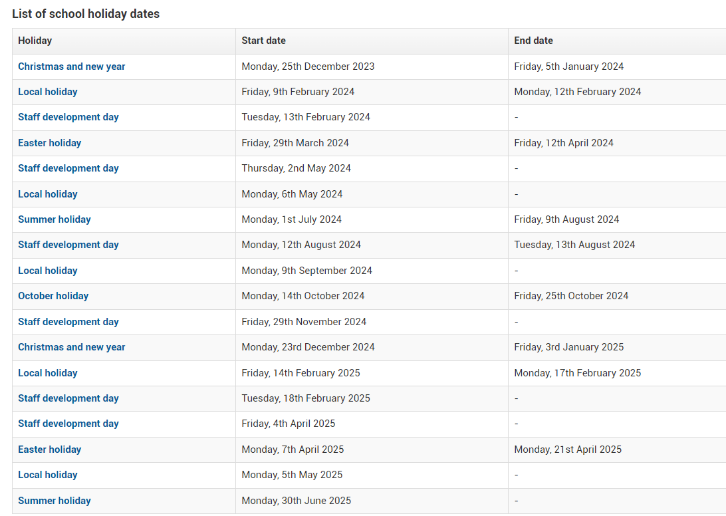 List of school holiday dates
Holiday Start date End date
Christmas and new year Monday, 25th December 2023 Friday, 5th January 2024
Local holiday Friday, 9th February 2024 Monday, 12th February 2024
Staff development day Tuesday, 13th February 2024 -
Easter holiday Friday, 29th March 2024 Friday, 12th April 2024
Staff development day Thursday, 2nd May 2024 -
Local holiday Monday, 6th May 2024 -
Summer holiday Monday, 1st July 2024 Friday, 9th August 2024
Staff development day Monday, 12th August 2024 Tuesday, 13th August 2024
Local holiday Monday, 9th September 2024 -
October holiday Monday, 14th October 2024 Friday, 25th October 2024
Staff development day Friday, 29th November 2024 -
Christmas and new year Monday, 23rd December 2024 Friday, 3rd January 2025
Local holiday Friday, 14th February 2025 Monday, 17th February 2025
Staff development day Tuesday, 18th February 2025 -
Staff development day Friday, 4th April 2025 -
Easter holiday Monday, 7th April 2025 Monday, 21st April 2025
Local holiday Monday, 5th May 2025 -
Summer holiday Monday, 30th June 2025 -